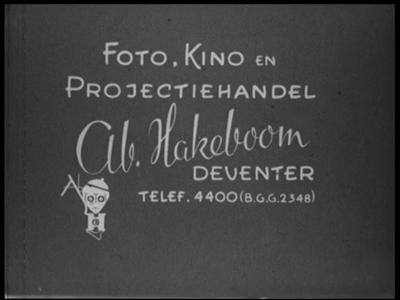 FOTO, KINO EN
PROJECTIEHANDEL
Ab. Hakeboom
DEVENTER
TELEF. 4400 (B.G.G. 2348)